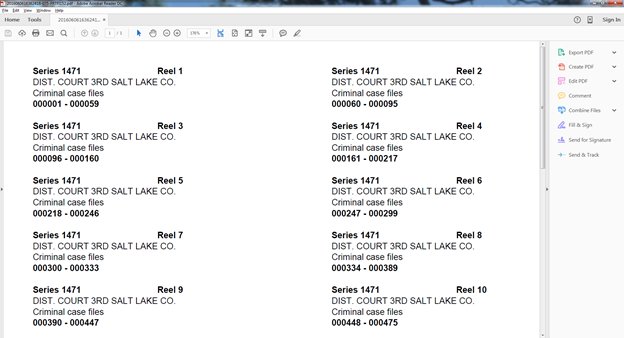 File Edit View Window Help
Home Tools
Sign In
1 / 3
176%
Series 1471 Reel 1
DIST. COURT 3RD SALT LAKE CO.
Criminal case files
000001 - 000059
Series 1471 Reel 2
DIST. COURT 3RD SALT LAKE CO.
Criminal case files
000060 - 000095
Series 1471 Reel 3
DIST. COURT 3RD SALT LAKE CO.
Criminal case files
000096 - 000160
Series 1471 Reel 4
DIST. COURT 3RD SALT LAKE CO.
Criminal case files
000161 - 000217
Series 1471 Reel 5
DIST. COURT 3RD SALT LAKE CO.
Criminal case files
000218 - 000246
Series 1471 Reel 6
DIST. COURT 3RD SALT LAKE CO.
Criminal case files
000247 - 000299
Series 1471 Reel 7
DIST. COURT 3RD SALT LAKE CO.
Criminal case files
000300 - 000333
Series 1471 Reel 8
DIST. COURT 3RD SALT LAKE CO.
Criminal case files
000334 - 000389
Series 1471 Reel 9
DIST. COURT 3RD SALT LAKE CO.
Criminal case files
000390 - 000447
Series 1471 Reel 10
DIST. COURT 3RD SALT LAKE CO.
Criminal case files
000448 - 000475
Export PDF
Create PDF
Edit PDF
Comment
Combine Files
Fill & Sign
Send for Signature
Send & Track